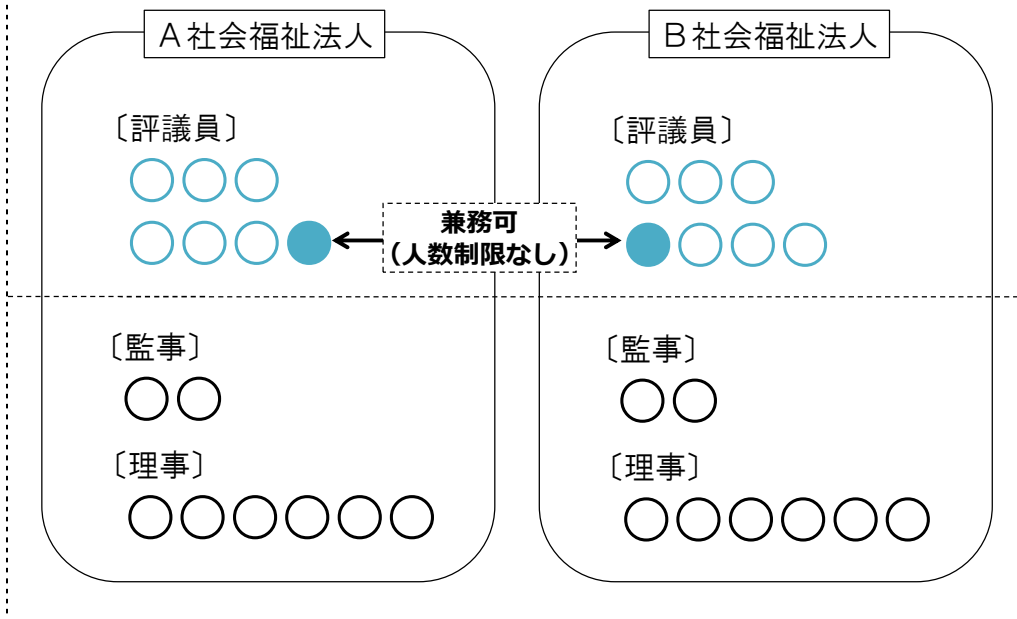 A社会福祉法人
B社会福祉法人
〔評議員〕
〔評議員〕
兼務可
（人数制限なし）
〔監事〕
〔監事〕
〔理事〕
〔理事〕